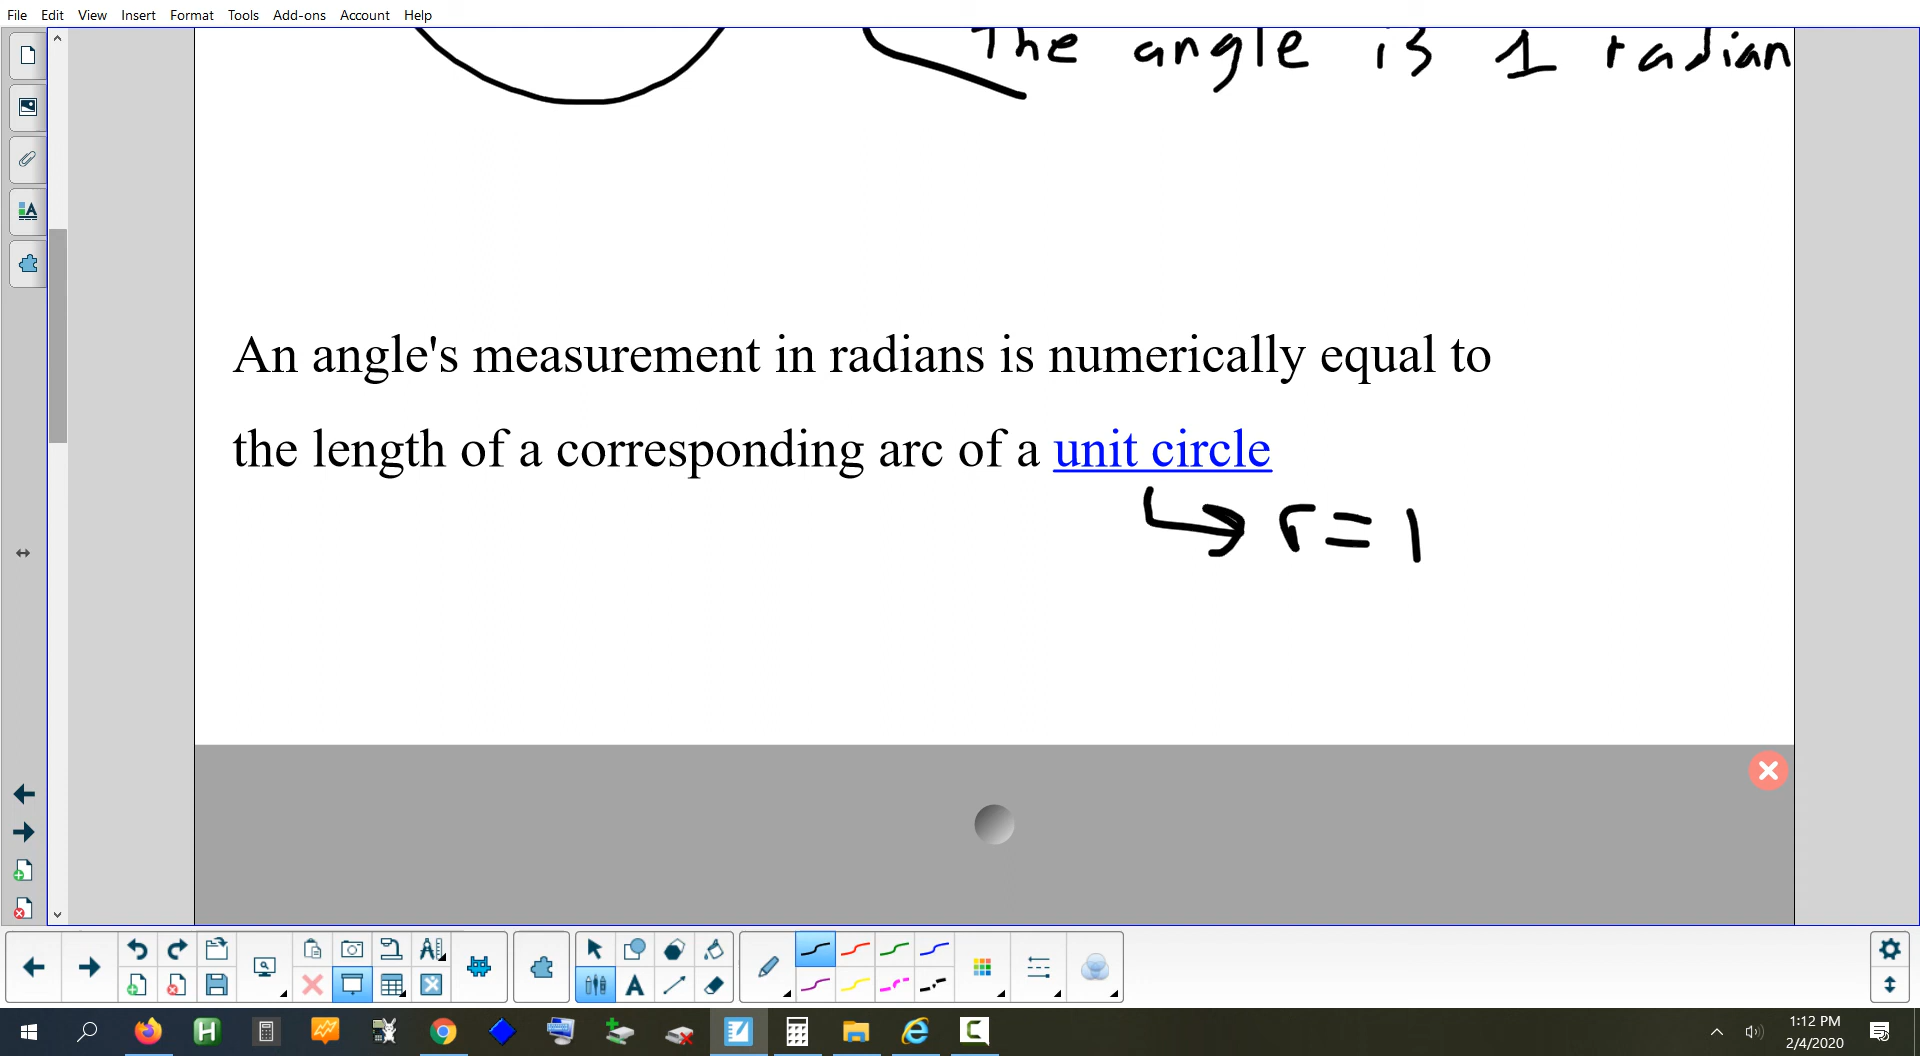 File Edit View Insert Format Tools Add-ons Account Help
The angle is 1 radian
An angle's measurement in radians is numerically equal to
the length of a corresponding arc of a unit circle
r = 1
1:12 PM
2/4/2020